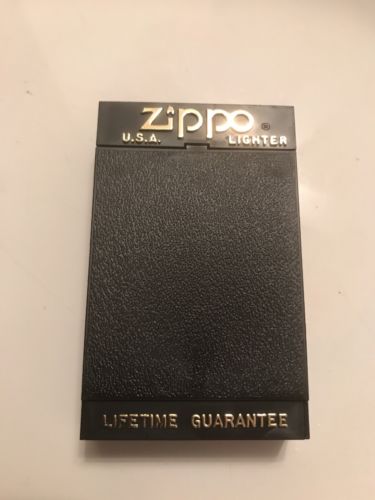 Zippo ®
U.S.A. LIGHTER
LIFETIME GUARANTEE